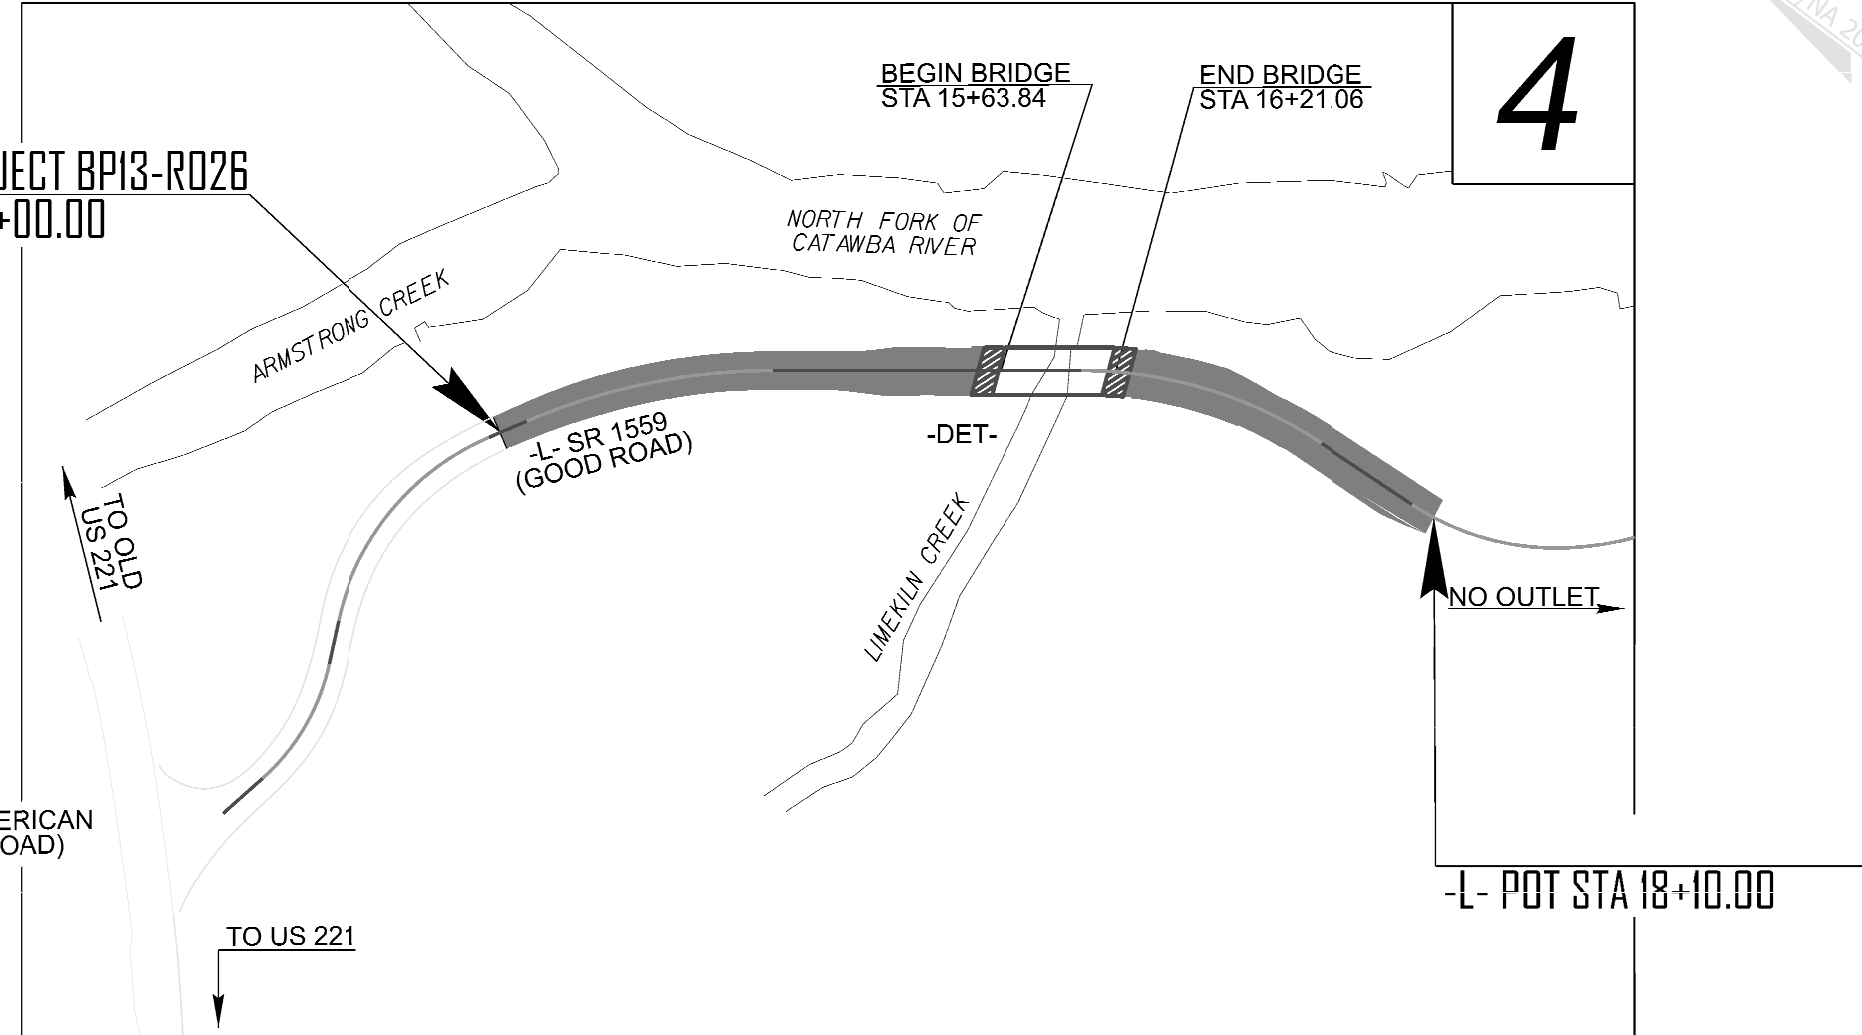 4
BEGIN BRIDGE
STA 15+63.84
END BRIDGE
STA 16+21.06
JECT BP13-R026
+00.00
NORTH FORK OF
CATAWBA RIVER
ARMSTRONG CREEK
-L- SR 1559
(GOOD ROAD)
-DET-
LIMEKILN CREEK
TO OLD
US 221
NO OUTLET
ERICAN
OAD)
-L- POT STA 18+10.00
TO US 221